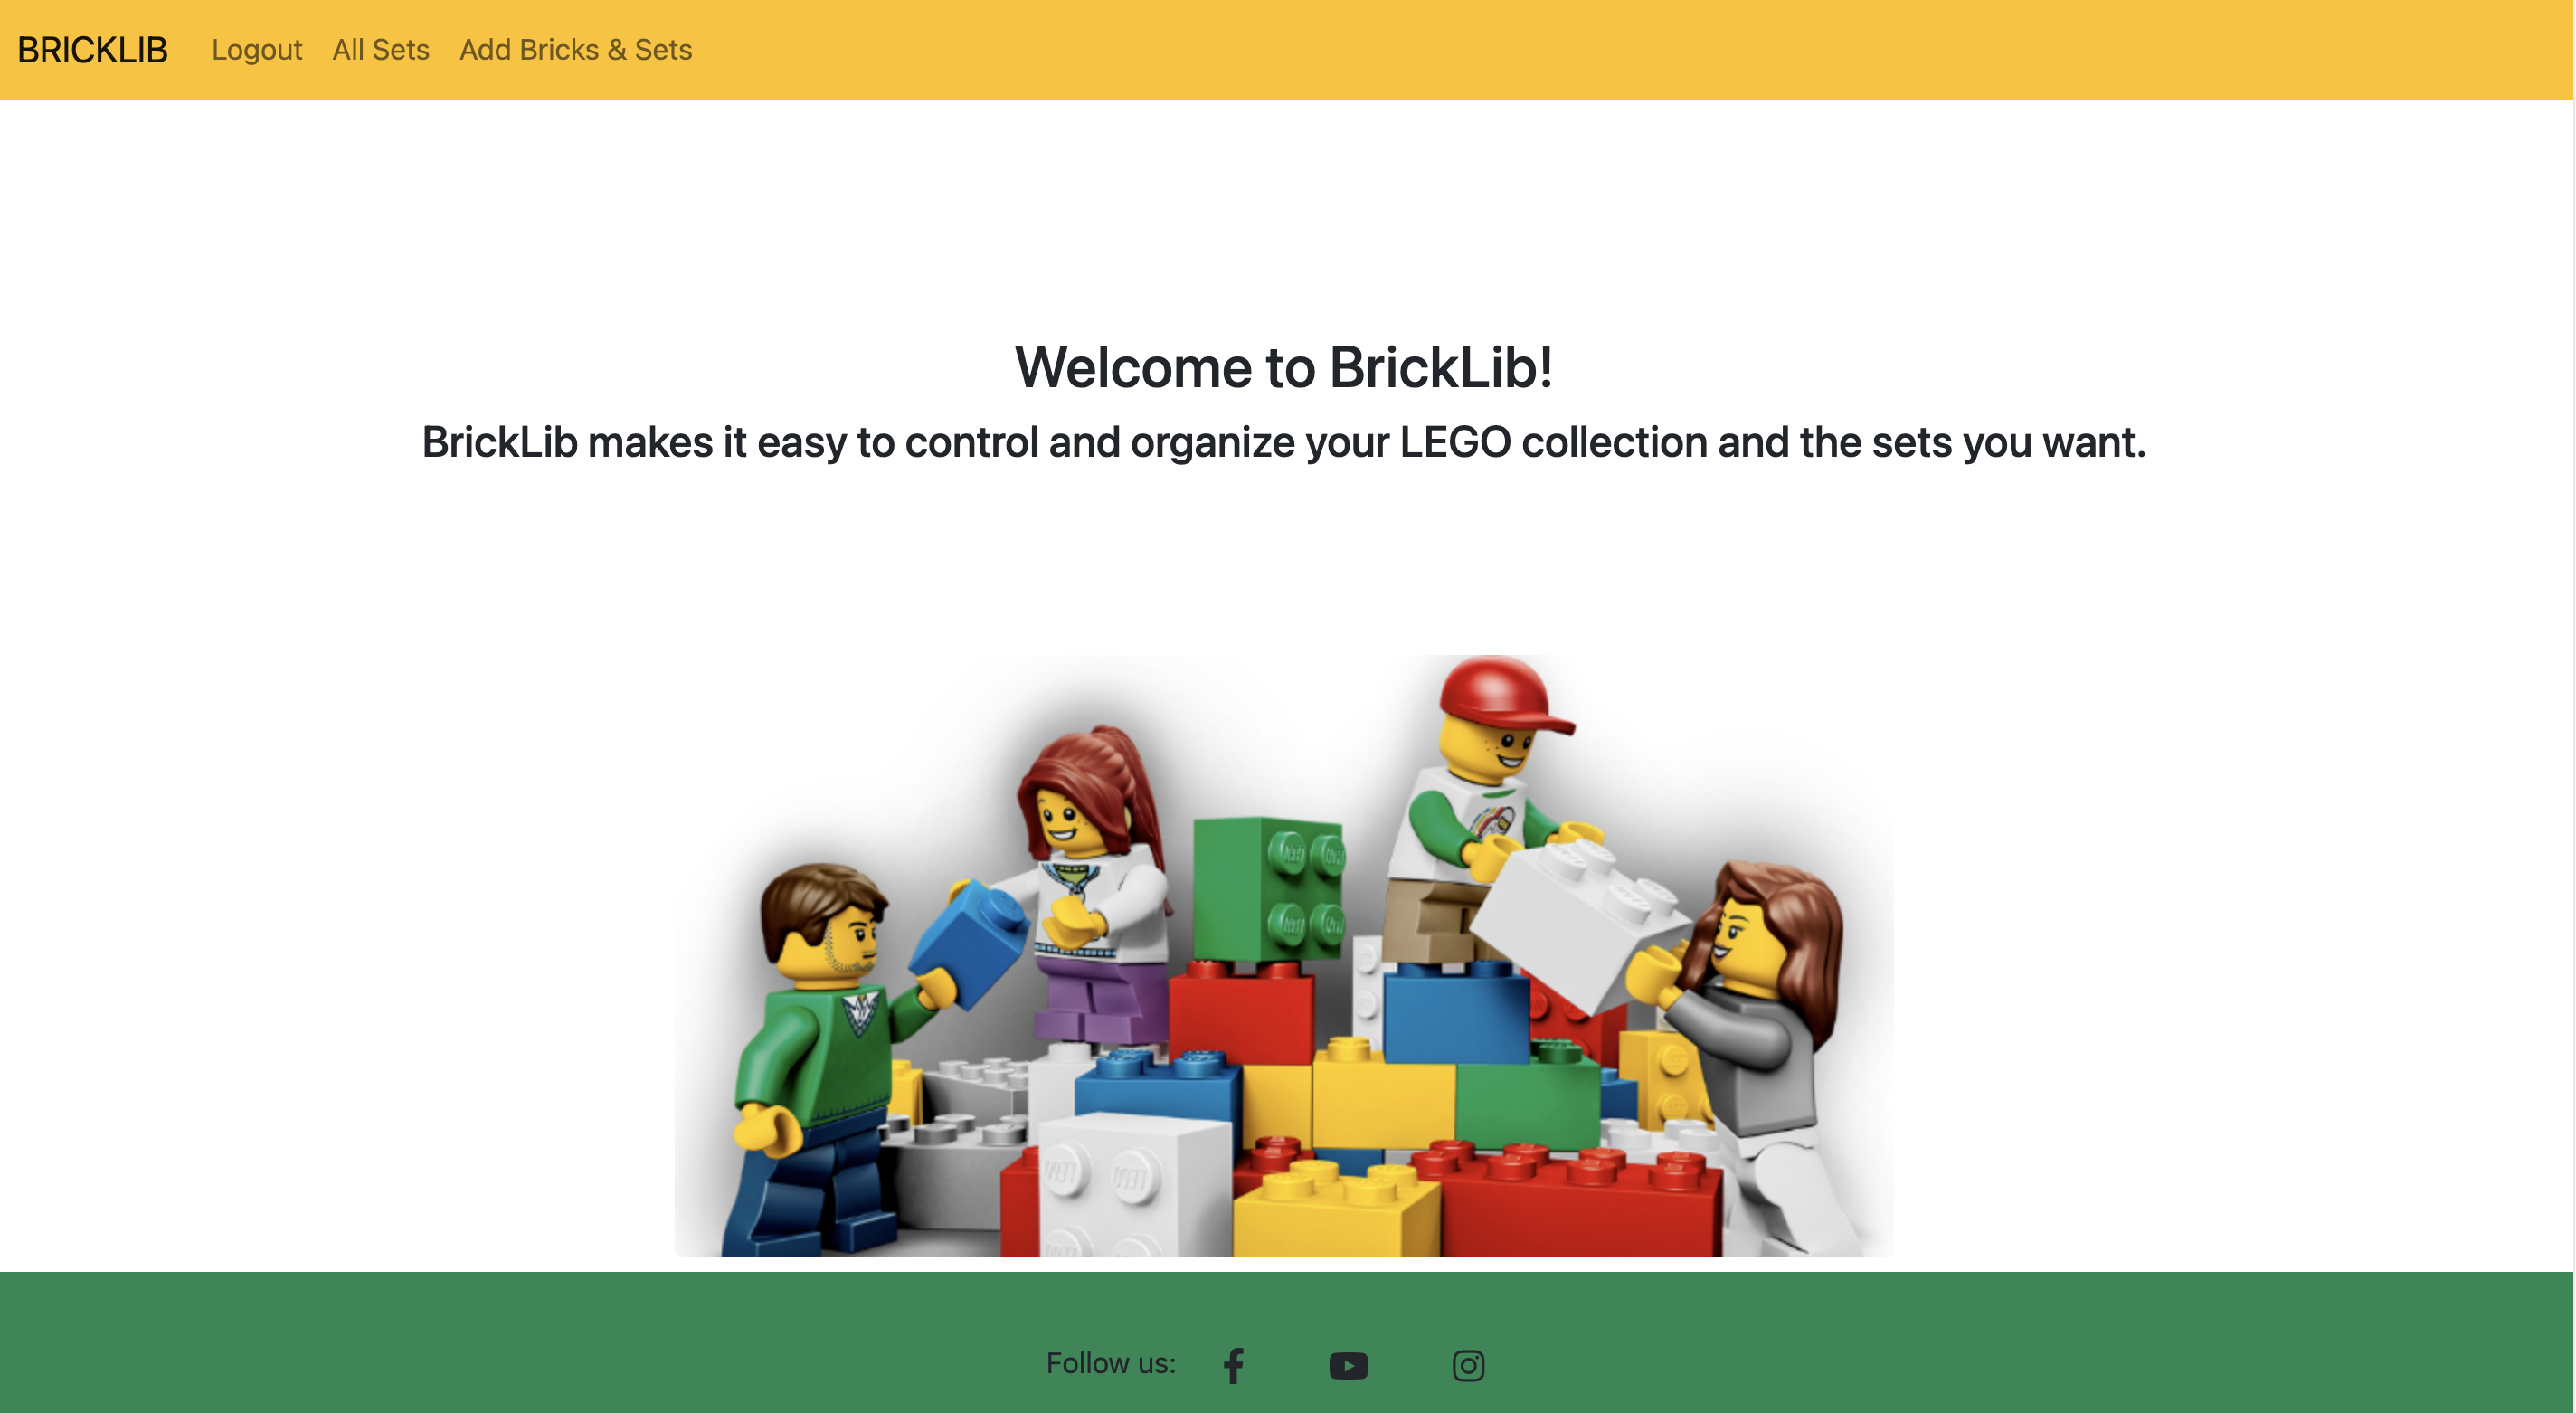 BRICKLIB Logout All Sets Add Bricks & Sets
Welcome to BrickLib!
BrickLib makes it easy to control and organize your LEGO collection and the sets you want.
Follow us: